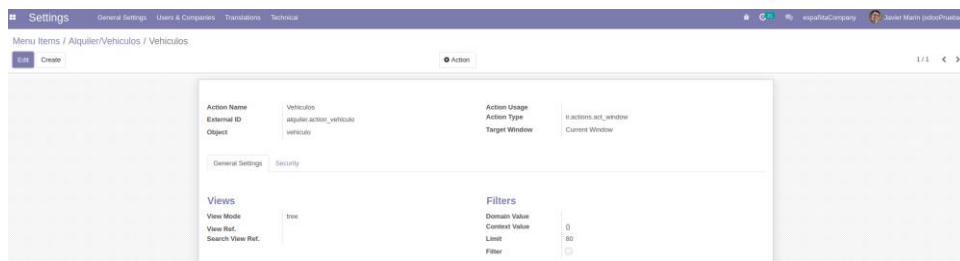 Settings General Settings Users & Companies Translations Technical españitaCompany Javier Marin (odooPrueba
Menu Items / Alquiler/Vehiculos / Vehiculos
Edit Create Action 1 / 1
Action Name Vehiculos Action Usage
External ID alquiler.action_vehiculo Action Type ir.actions.act_window
Object vehiculo Target Window Current Window
General Settings Security
Views Filters
View Mode tree Domain Value
View Ref. Context Value {}
Search View Ref. Limit 80
Filter